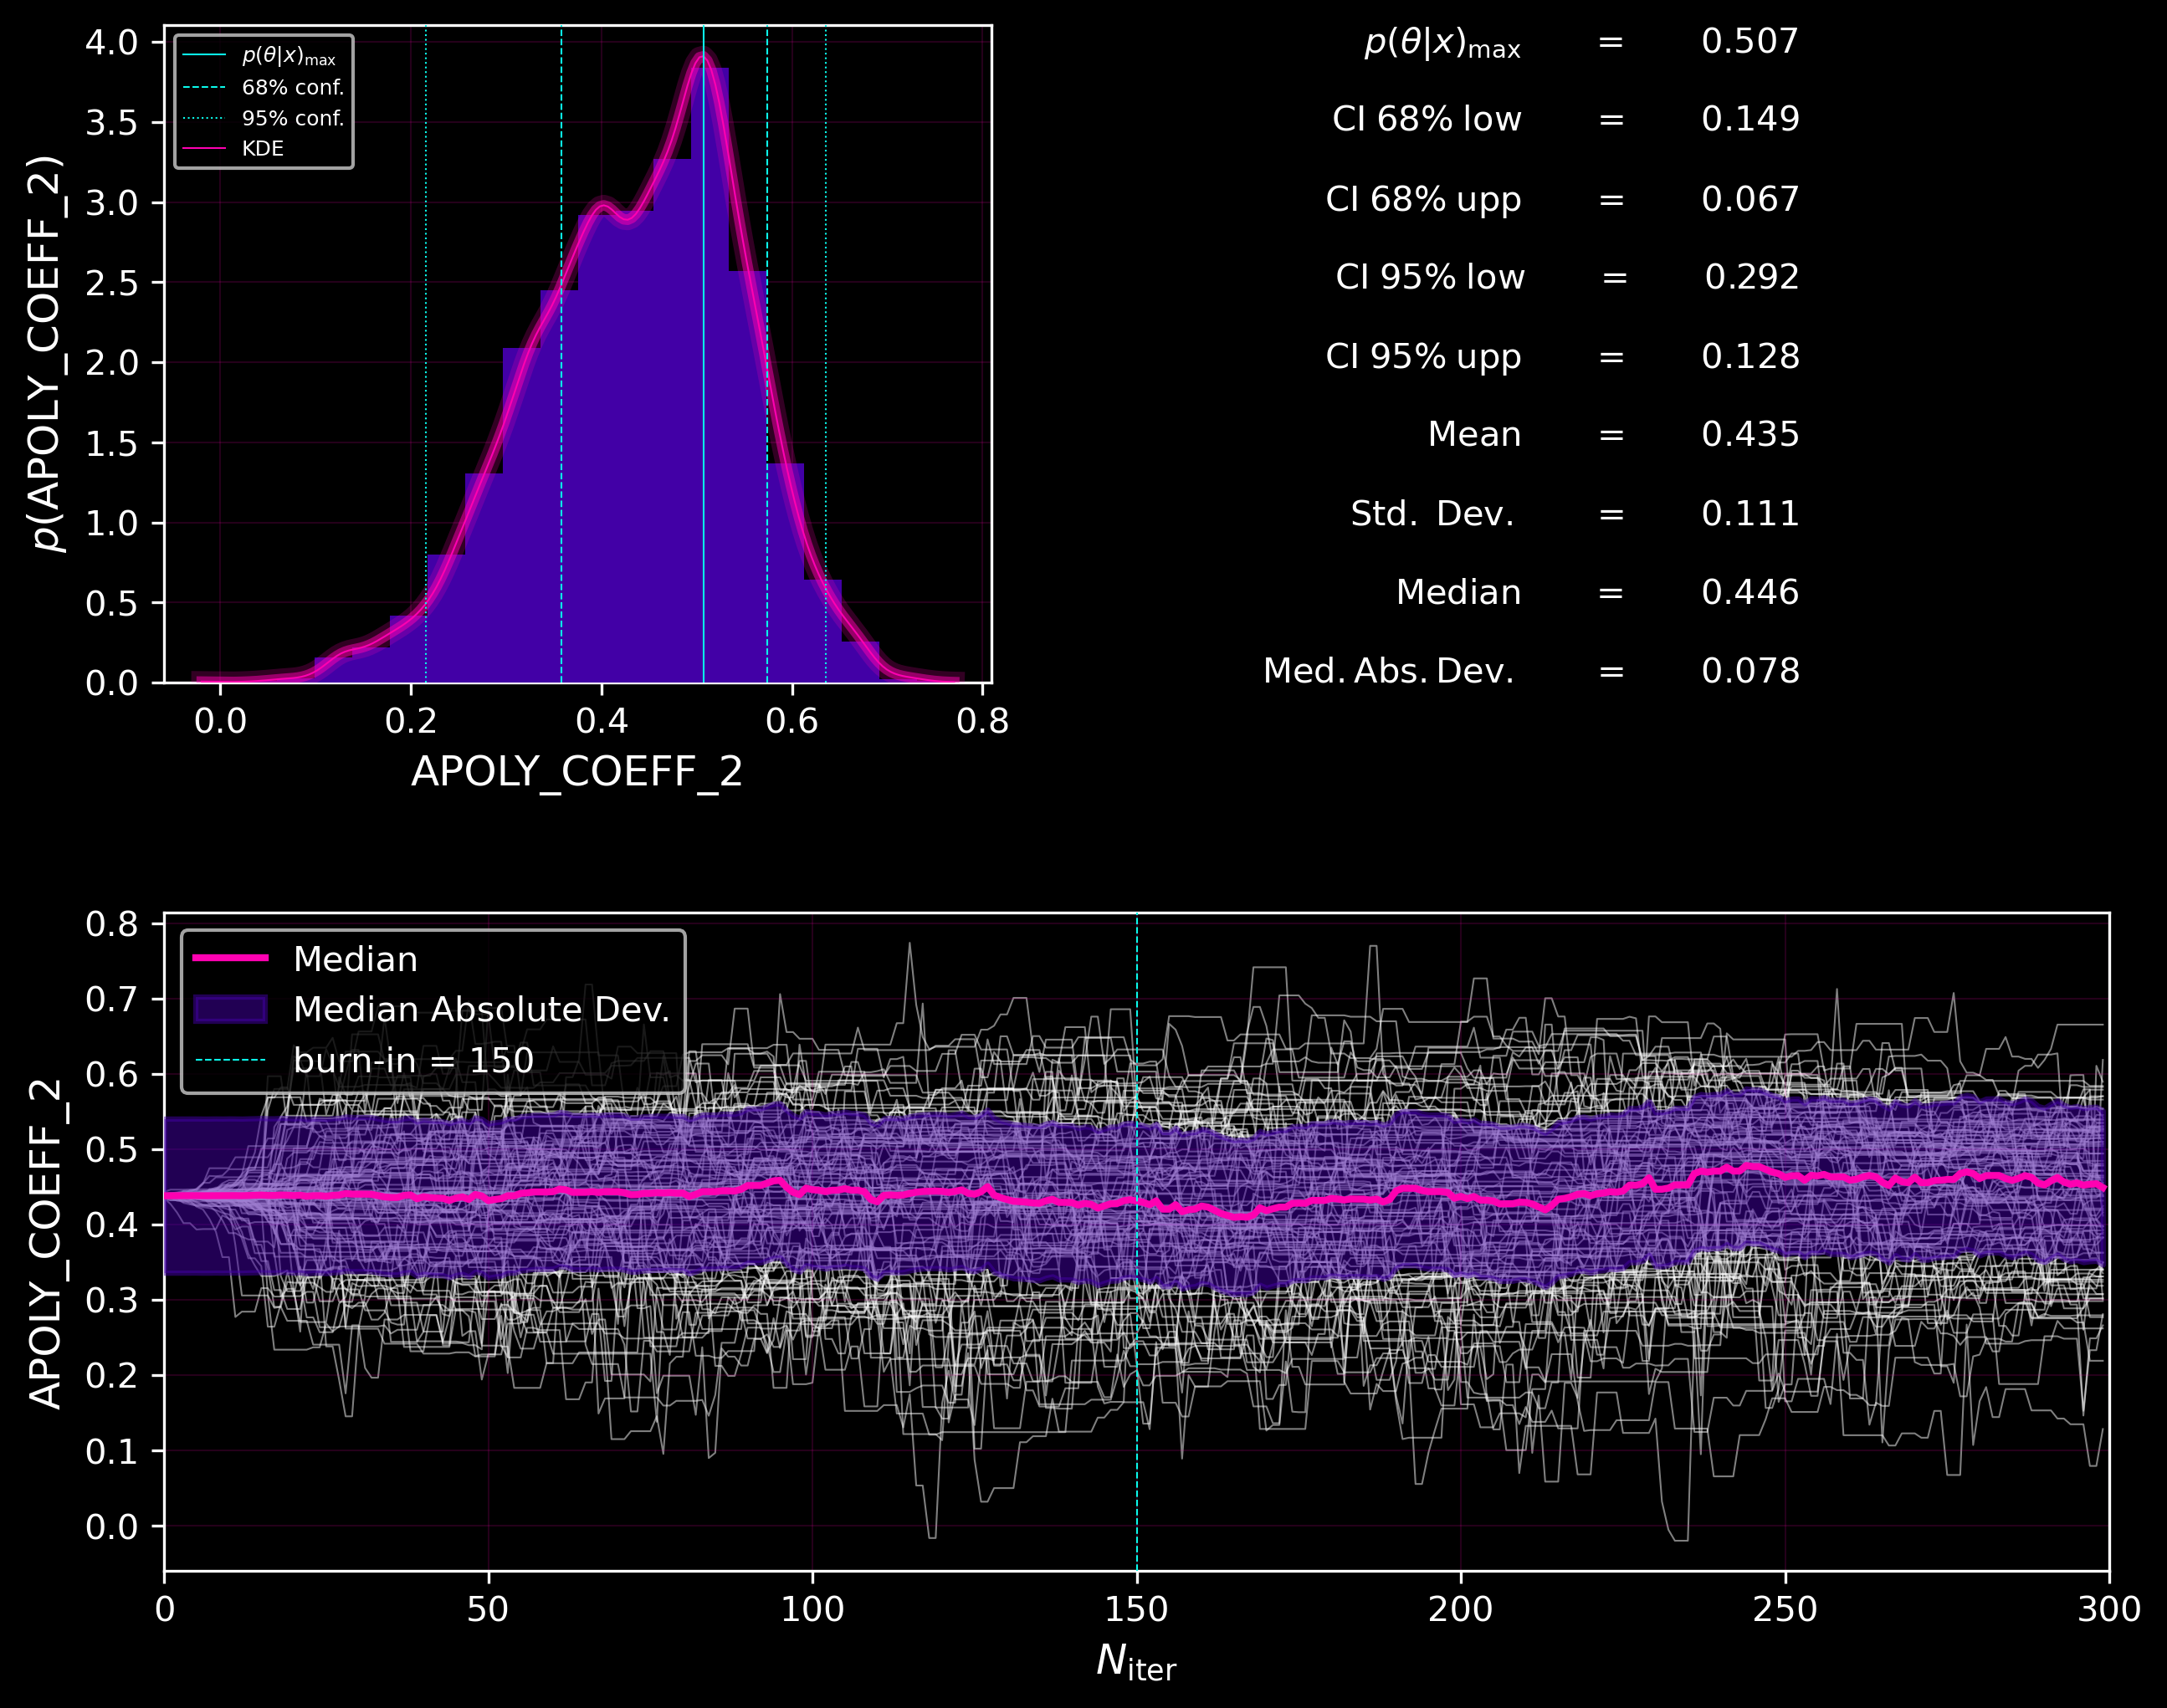 4.0
3.5
3.0
2.5
2.0
1.5
1.0
0.5
0.0
p(APOLY_COEFF_2)
p(θ|x)max
68% conf.
95% conf.
KDE
0.0 0.2 0.4 0.6 0.8
APOLY_COEFF_2
p(θ|x)max = 0.507
CI 68% low = 0.149
CI 68% upp = 0.067
CI 95% low = 0.292
CI 95% upp = 0.128
Mean = 0.435
Std. Dev. = 0.111
Median = 0.446
Med. Abs. Dev. = 0.078
0.8
0.7
0.6
0.5
0.4
0.3
0.2
0.1
0.0
APOLY_COEFF_2
Median
Median Absolute Dev.
burn-in = 150
0 50 100 150 200 250 300
Niter